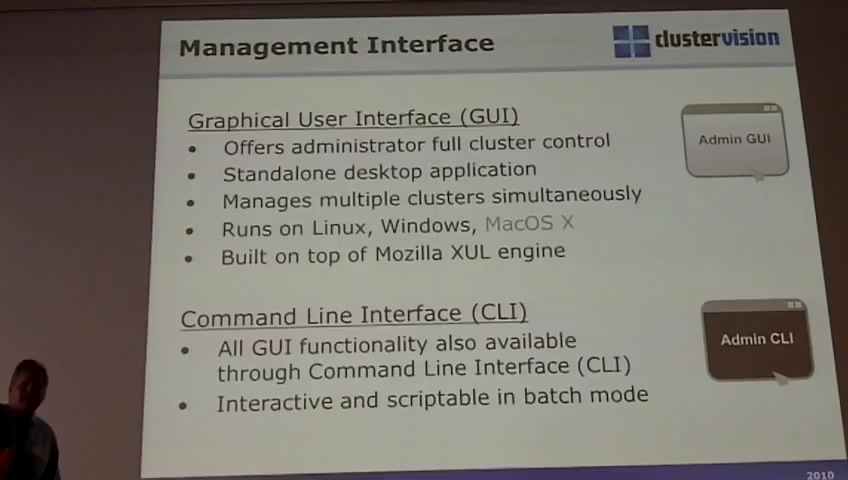 Management Interface
clustervision
Graphical User Interface (GUI)
• Offers administrator full cluster control
• Standalone desktop application
• Manages multiple clusters simultaneously
• Runs on Linux, Windows, MacOS X
• Built on top of Mozilla XUL engine
Admin GUI
Command Line Interface (CLI)
• All GUI functionality also available
through Command Line Interface (CLI)
• Interactive and scriptable in batch mode
Admin CLI
2010